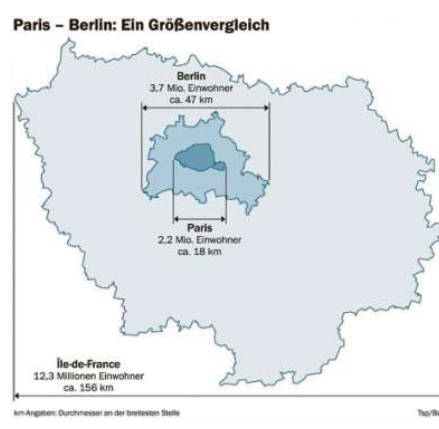 Paris – Berlin: Ein Größenvergleich
Berlin
3,7 Mio. Einwohner
ca. 47 km
Paris
2,2 Mio. Einwohner
ca. 18 km
Île-de-France
12,3 Millionen Einwohner
ca. 156 km
km-Angaben: Durchmesser an der breitesten Stelle
Tsp/